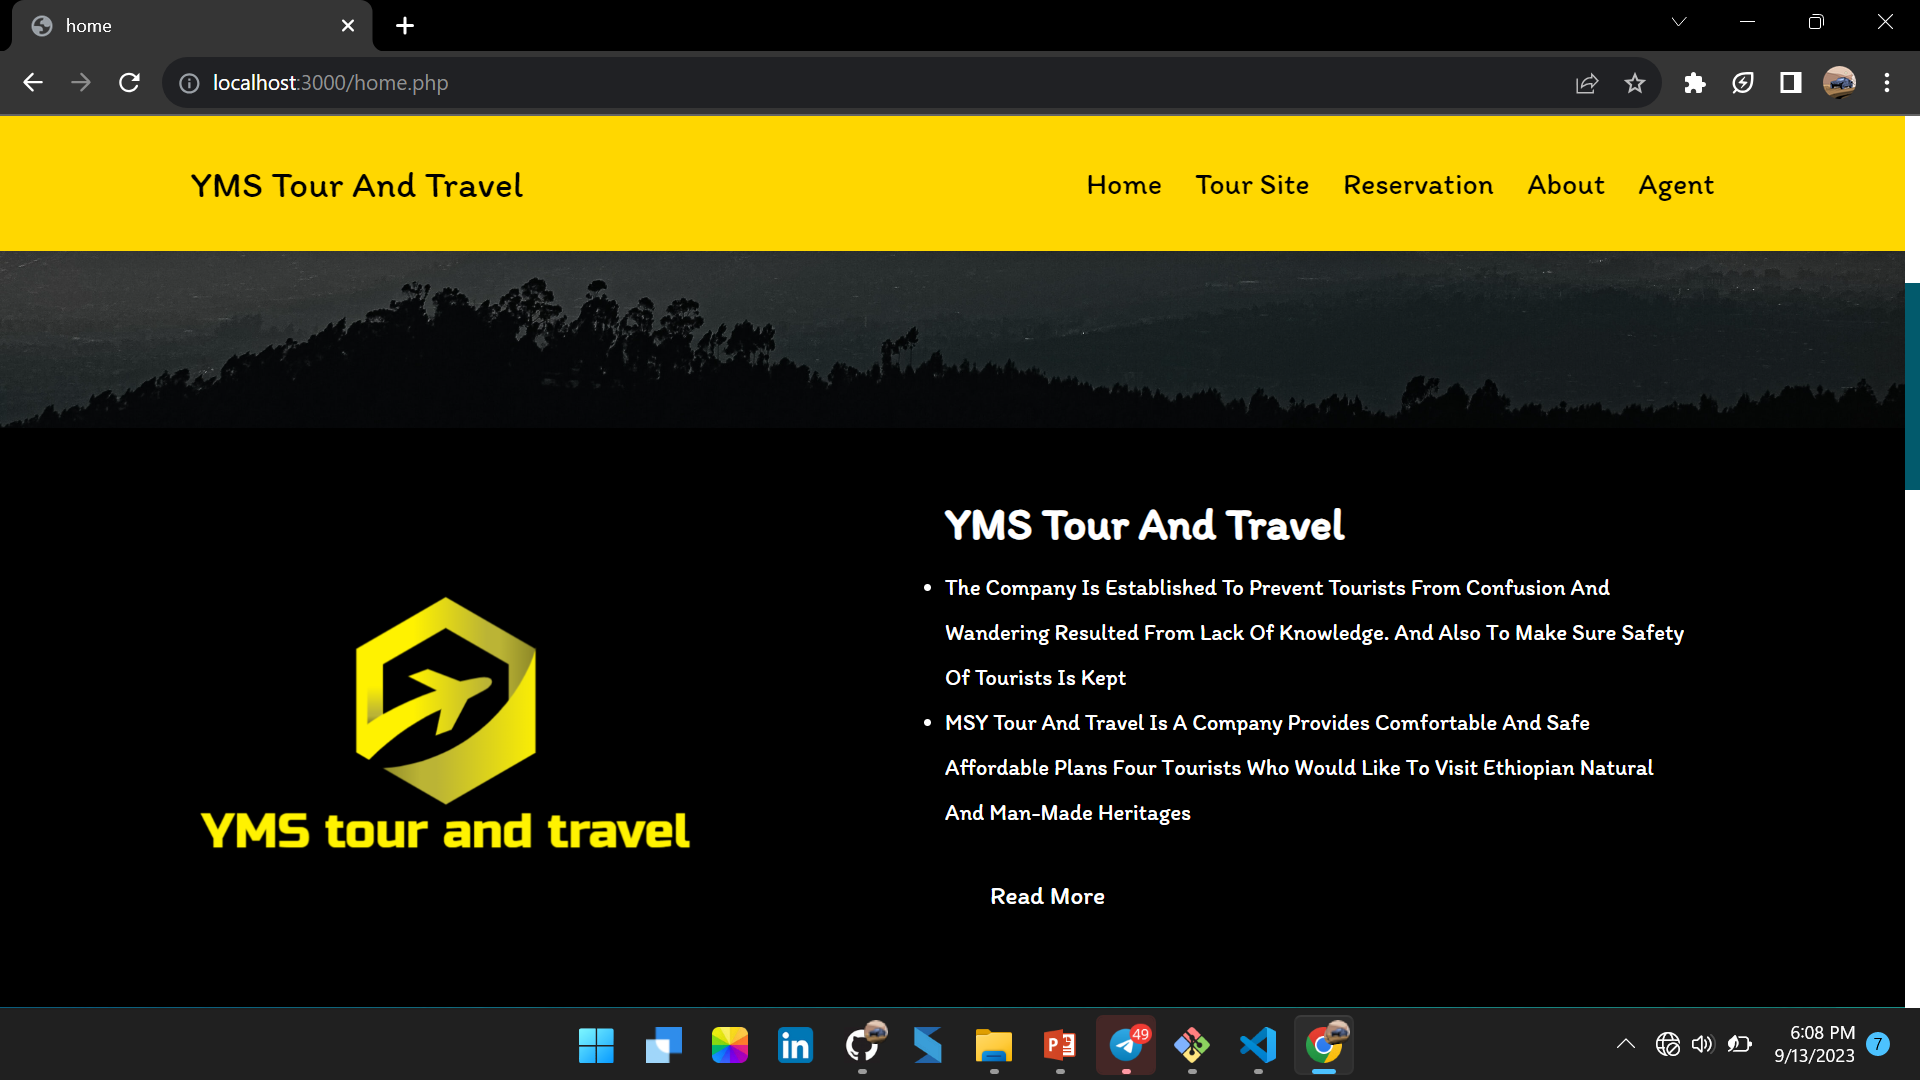 home
localhost:3000/home.php
YMS Tour And Travel
Home Tour Site Reservation About Agent
YMS Tour And Travel
The Company Is Established To Prevent Tourists From Confusion And
Wandering Resulted From Lack Of Knowledge. And Also To Make Sure Safety
Of Tourists Is Kept
MSY Tour And Travel Is A Company Provides Comfortable And Safe
Affordable Plans Four Tourists Who Would Like To Visit Ethiopian Natural
And Man-Made Heritages
Read More
YMS tour and travel
in
P
49
6:08 PM
9/13/2023
7